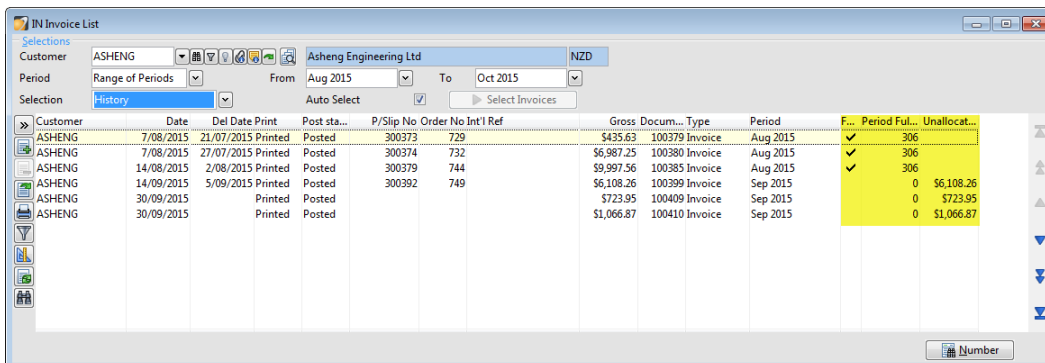 IN Invoice List
Selections
Customer ASHENG Asheng Engineering Ltd NZD
Period Range of Periods From Aug 2015 To Oct 2015
Selection History Auto Select Select Invoices
Customer Date Del Date Print Post sta... P/Slip No Order No Int'l Ref Gross Docum... Type Period F... Period Ful... Unallocat...
ASHENG 7/08/2015 21/07/2015 Printed Posted 300373 729 $435.63 100379 Invoice Aug 2015 306
ASHENG 7/08/2015 27/07/2015 Printed Posted 300374 732 $6,987.25 100380 Invoice Aug 2015 306
ASHENG 14/08/2015 2/08/2015 Printed Posted 300379 744 $9,997.56 100385 Invoice Aug 2015 306
ASHENG 14/09/2015 5/09/2015 Printed Posted 300392 749 $6,108.26 100399 Invoice Sep 2015 0 $6,108.26
ASHENG 30/09/2015 Printed Posted $723.95 100409 Invoice Sep 2015 0 $723.95
ASHENG 30/09/2015 Printed Posted $1,066.87 100410 Invoice Sep 2015 0 $1,066.87
Number